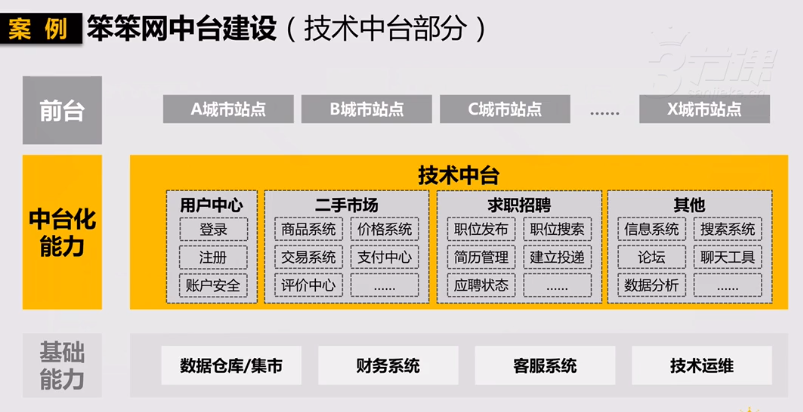 案 例 笨笨网中台建设（技术中台部分）
三节课
sanjieke.co
前台
A城市站点 B城市站点 C城市站点 …… X城市站点
中台化
能力
技术中台
用户中心 二手市场 求职招聘 其他
登录 商品系统 价格系统 职位发布 职位搜索 信息系统 搜索系统
注册 交易系统 支付中心 简历管理 建立投递 论坛 聊天工具
账户安全 评价中心 …… 应聘状态 …… 数据分析 ……
基础
能力
数据仓库/集市 财务系统 客服系统 技术运维